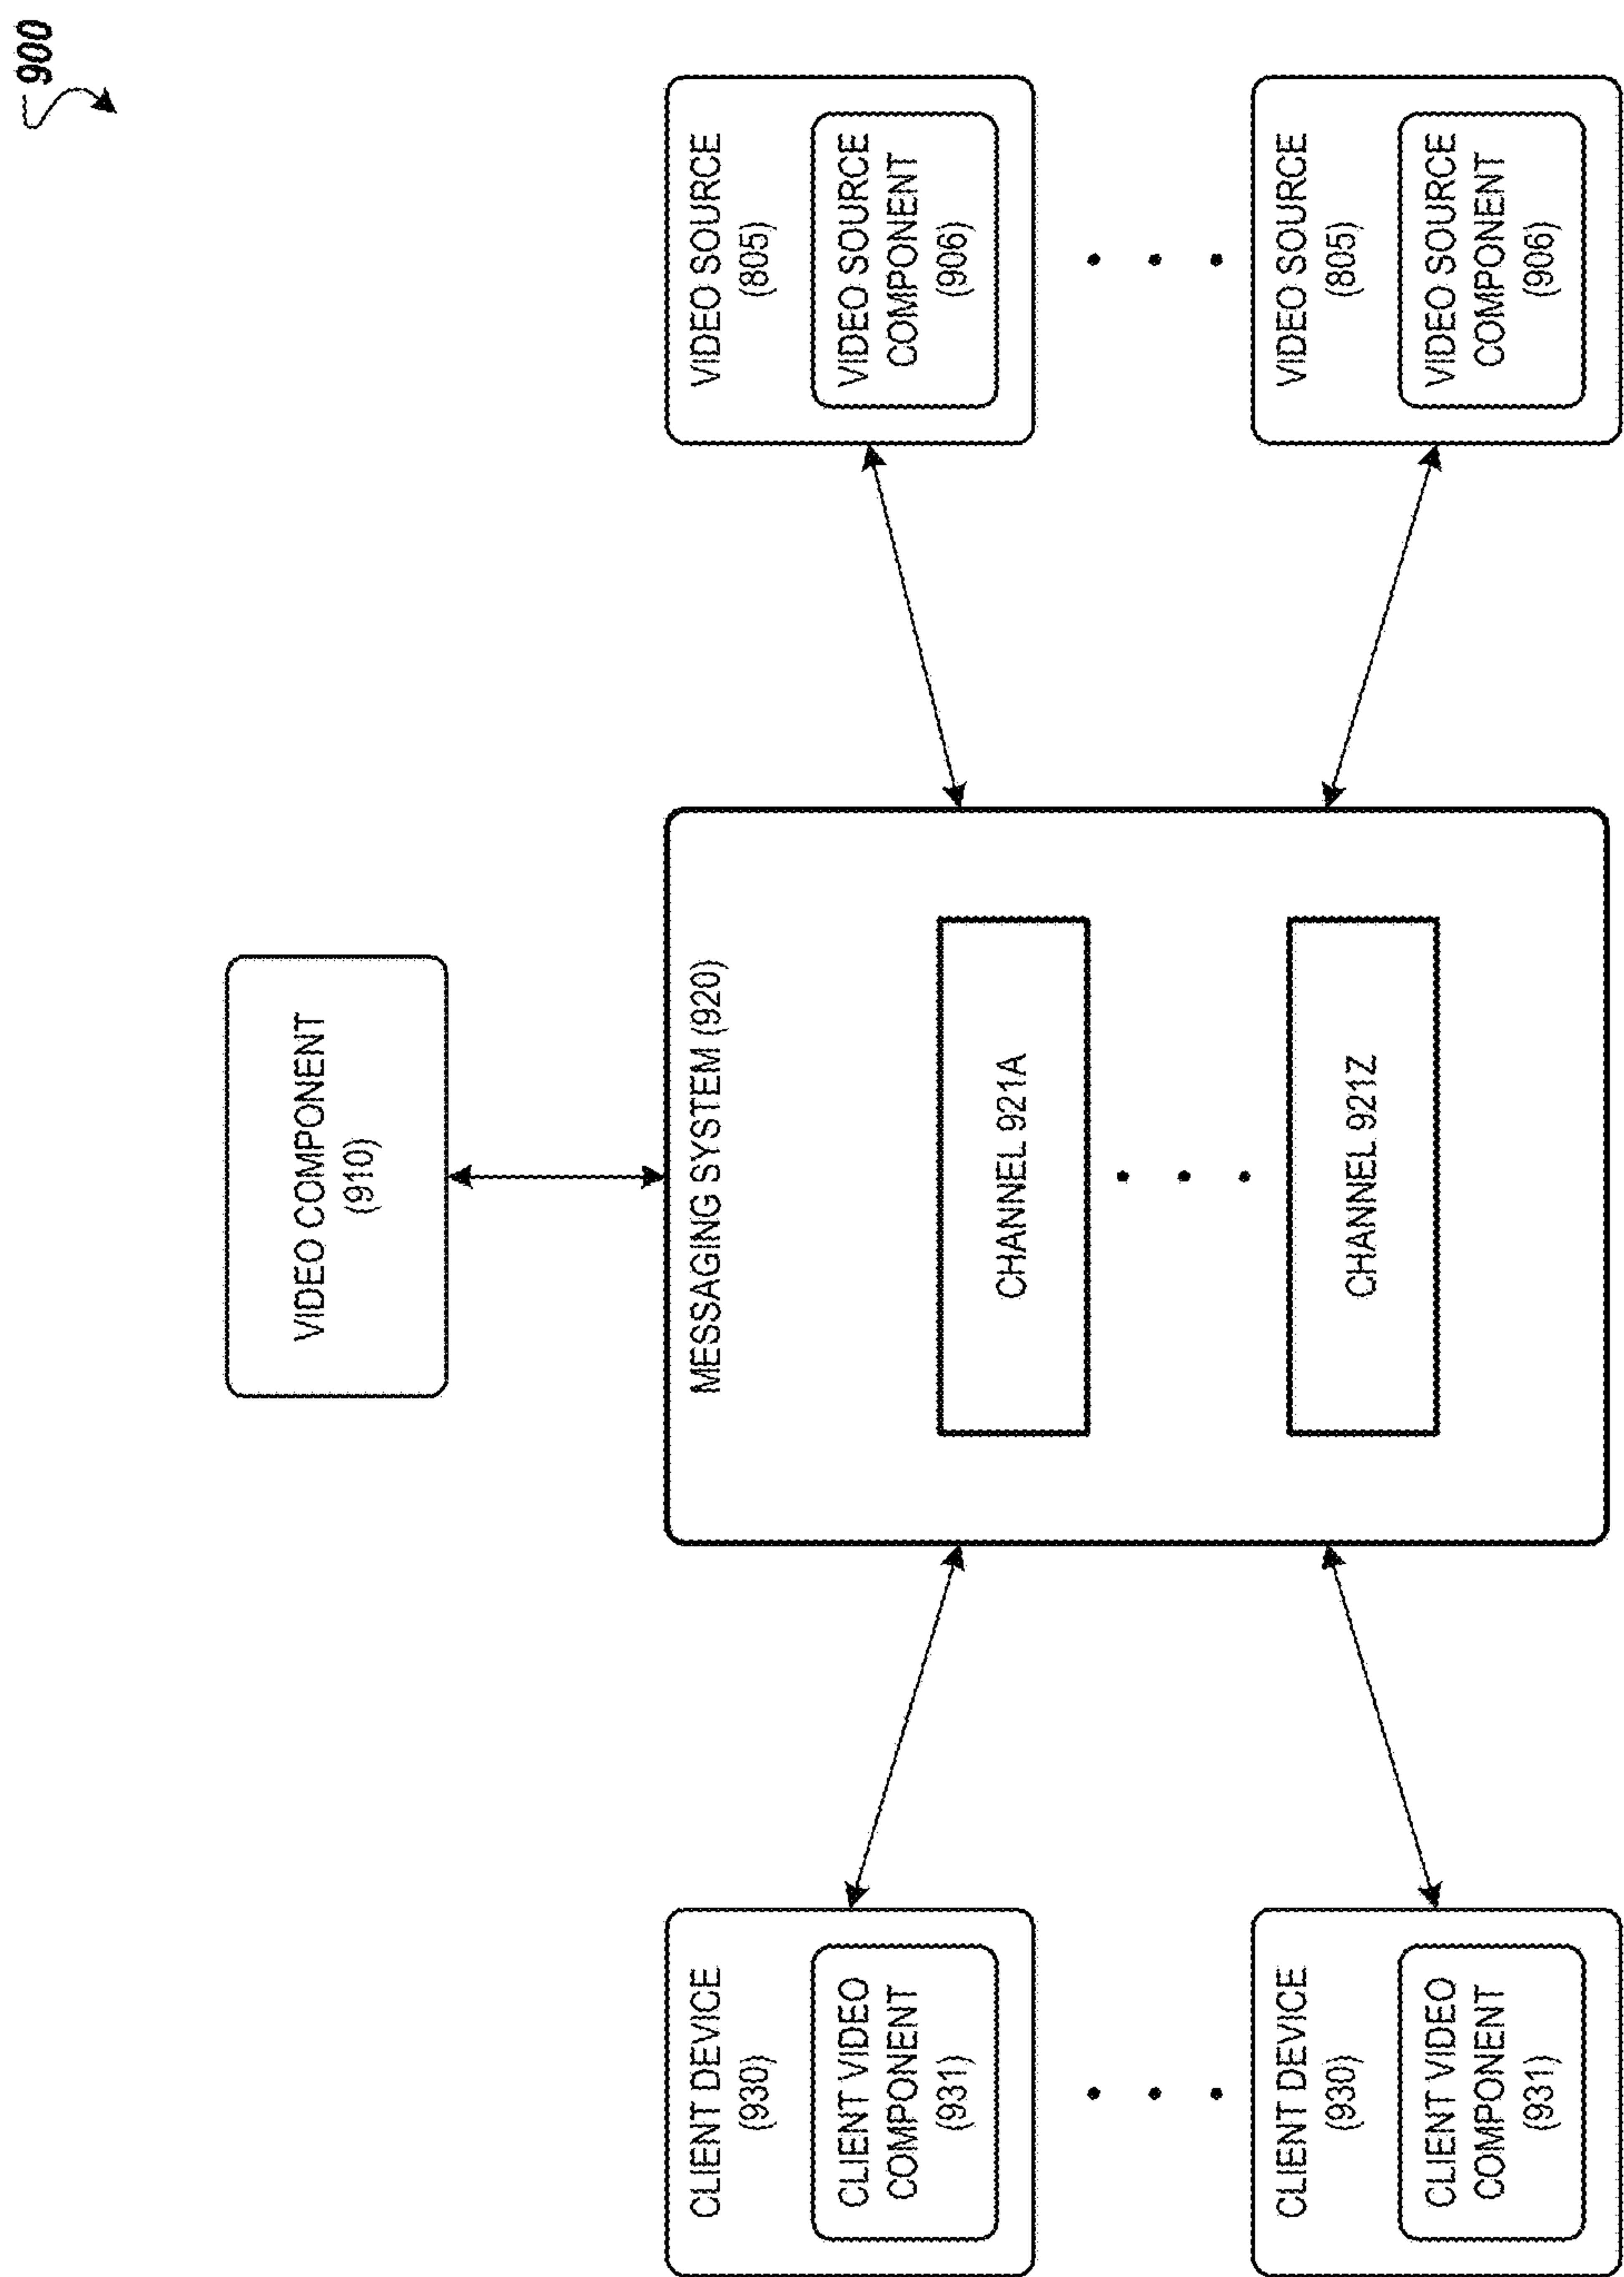 900
VIDEO COMPONENT
(910)
CLIENT DEVICE
(930)
CLIENT VIDEO
COMPONENT
(931)
CLIENT DEVICE
(930)
CLIENT VIDEO
COMPONENT
(931)
MESSAGING SYSTEM (920)
CHANNEL 921A
CHANNEL 921Z
VIDEO SOURCE
(805)
VIDEO SOURCE
COMPONENT
(906)
VIDEO SOURCE
(805)
VIDEO SOURCE
COMPONENT
(906)